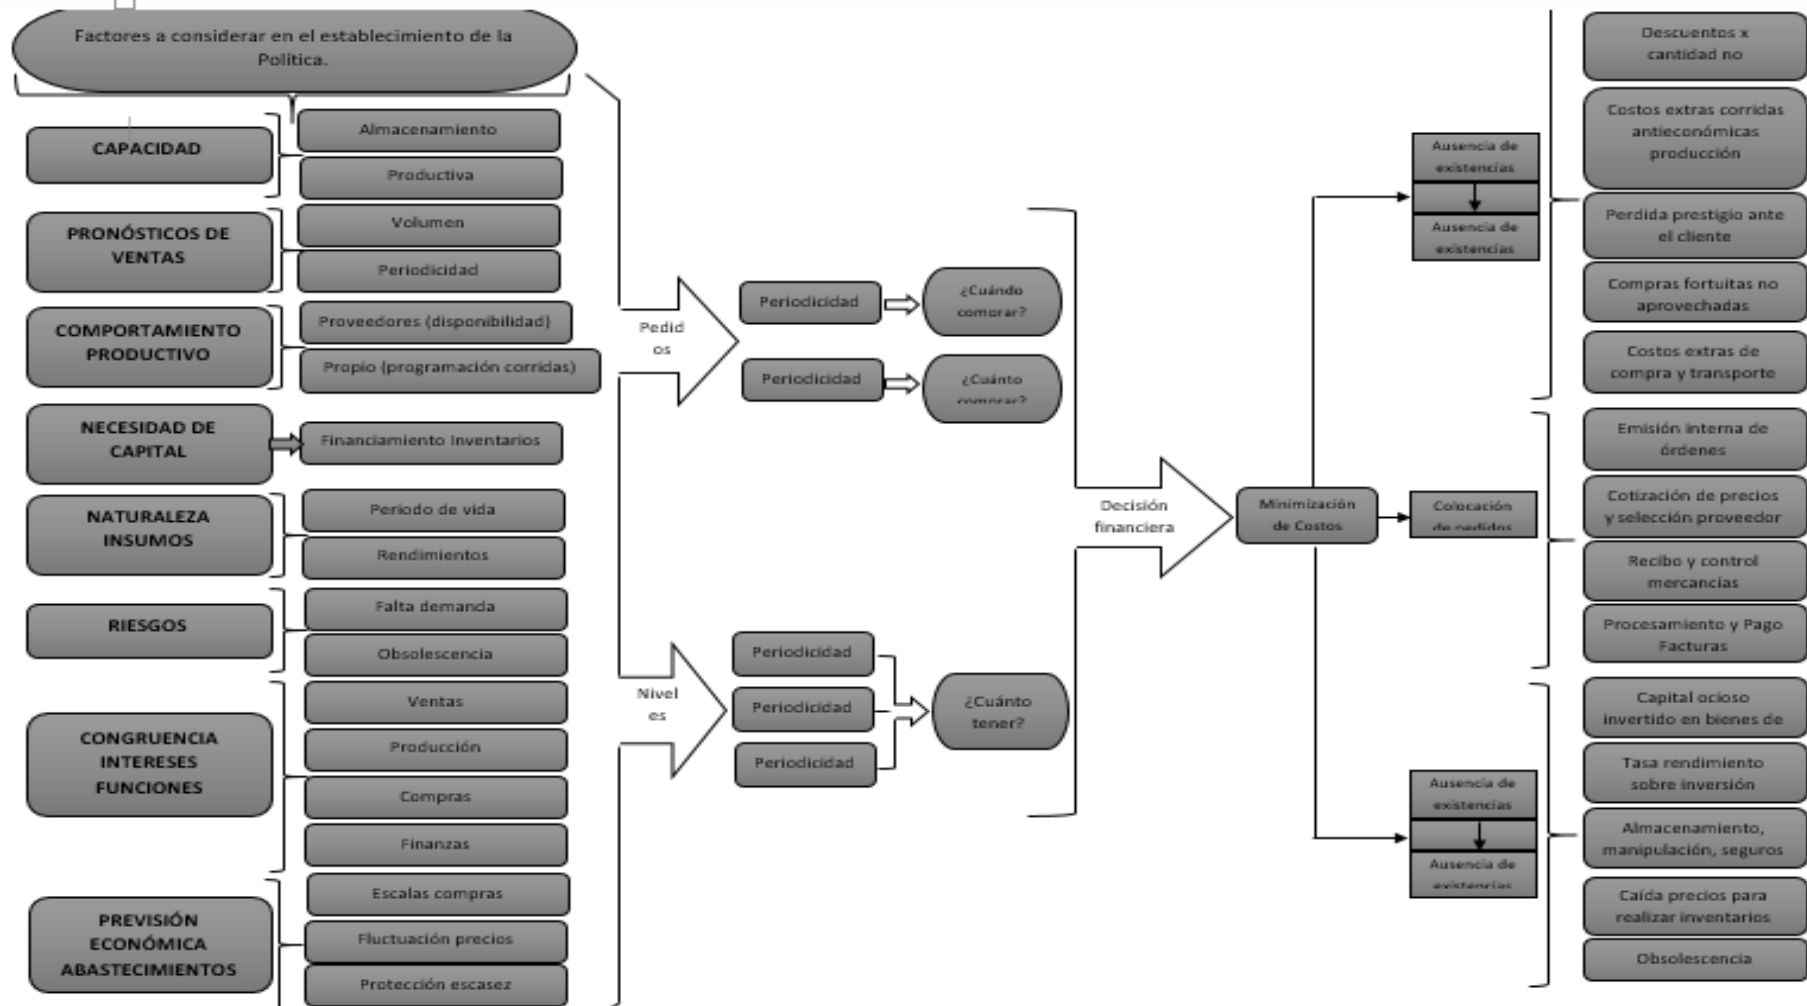 Factores a considerar en el establecimiento de la
Política.
CAPACIDAD
Almacenamiento
Productiva
PRONÓSTICOS DE
VENTAS
Volumen
Periodicidad
COMPORTAMIENTO
PRODUCTIVO
Proveedores (disponibilidad)
Propio (programación corridas)
NECESIDAD DE
CAPITAL
Financiamiento Inventarios
NATURALEZA
INSUMOS
Periodo de vida
Rendimientos
RIESGOS
Falta demanda
Obsolescencia
CONGRUENCIA
INTERESES
FUNCIONES
Ventas
Producción
Compras
Finanzas
PREVISIÓN
ECONÓMICA
ABASTECIMIENTOS
Escalas compras
Fluctuación precios
Protección escasez
Pedid
os
Periodicidad
¿Cuándo
comprar?
Periodicidad
¿Cuánto
comprar?
Nivel
es
Periodicidad
Periodicidad
Periodicidad
¿Cuánto
tener?
Decisión
financiera
Minimización
de Costos
Ausencia de
existencias
Ausencia de
existencias
Descuentos x
cantidad no
Costos extras corridas
antieconómicas
producción
Perdida prestigio ante
el cliente
Compras fortuitas no
aprovechadas
Costos extras de
compra y transporte
Colocación
de pedidos
Emisión interna de
órdenes
Cotización de precios
y selección proveedor
Recibo y control
mercancías
Procesamiento y Pago
Facturas
Ausencia de
existencias
Ausencia de
existencias
Capital ocioso
invertido en bienes de
Tasa rendimiento
sobre inversión
Almacenamiento,
manipulación, seguros
Caída precios para
realizar inventarios
Obsolescencia